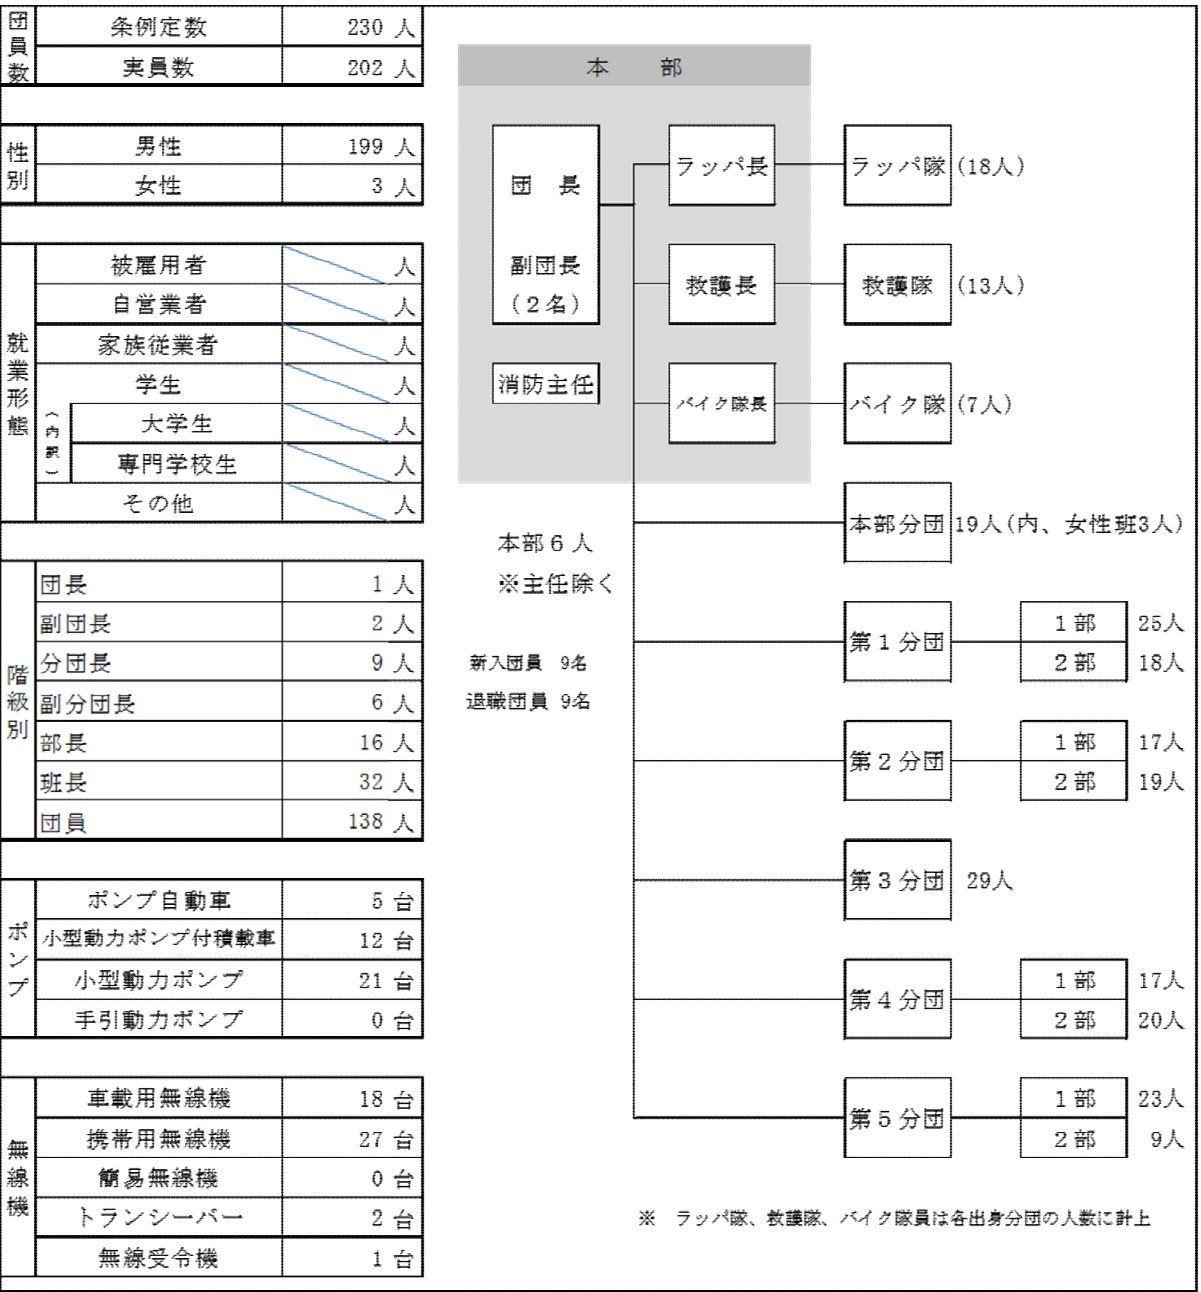 団員数
条例定数 230 人
実員数 202 人
性別
男性 199 人
女性 3 人
就業形態
被雇用者 人
自営業者 人
家族従業者 人
学生 人
(内訳)
大学生 人
専門学校生 人
その他 人
階級別
団長 1 人
副団長 2 人
分団長 9 人
副分団長 6 人
部長 16 人
班長 32 人
団員 138 人
ポンプ
ポンプ自動車 5 台
小型動力ポンプ付積載車 12 台
小型動力ポンプ 21 台
手引動力ポンプ 0 台
無線機
車載用無線機 18 台
携帯用無線機 27 台
簡易無線機 0 台
トランシーバー 2 台
無線受令機 1 台
本 部
団 長
副団長
(2名)
消防主任
ラッパ長
ラッパ隊 (18人)
救護長
救護隊 (13人)
バイク隊長
バイク隊 (7人)
本部6人
※主任除く
新入団員 9名
退職団員 9名
本部分団 19人(内、女性班3人)
第1分団
1部 25人
2部 18人
第2分団
1部 17人
2部 19人
第3分団 29人
第4分団
1部 17人
2部 20人
第5分団
1部 23人
2部 9人
※ ラッパ隊、救護隊、バイク隊員は各出身分団の人数に計上